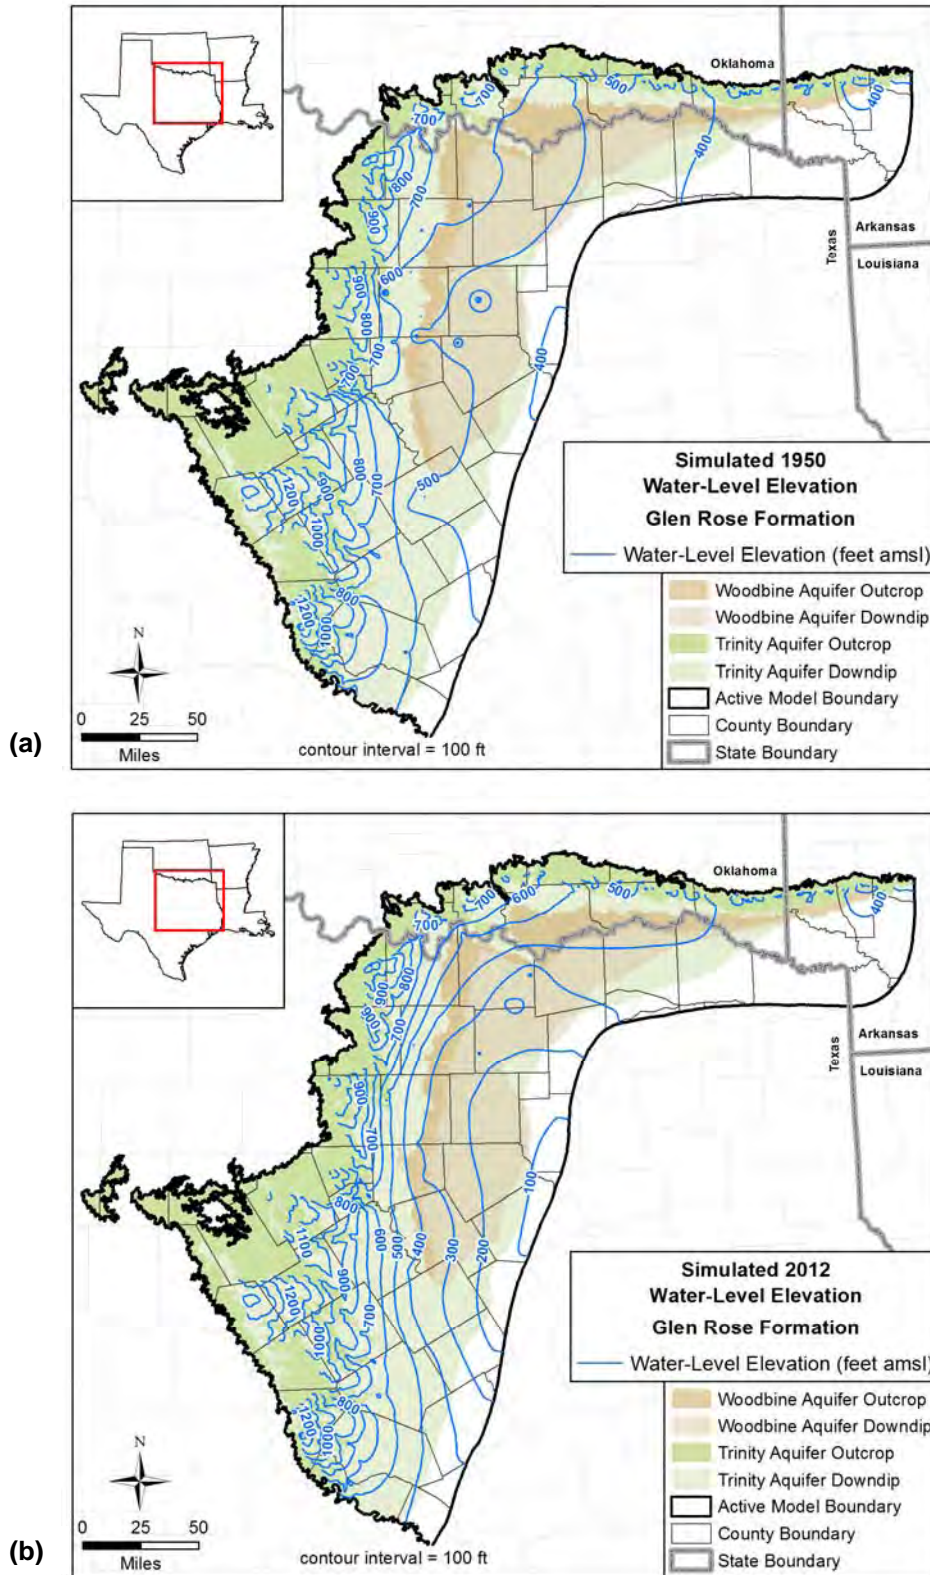 Oklahoma
500
700
700
400
800
700
400
900
600
900
800
700
400
700
800
700
500
1200
900
1000
800
1200
1000
Texas
Arkansas
Louisiana
Simulated 1950
Water-Level Elevation
Glen Rose Formation
Water-Level Elevation (feet amsl)
Woodbine Aquifer Outcrop
Woodbine Aquifer Downdip
Trinity Aquifer Outcrop
Trinity Aquifer Downdip
Active Model Boundary
County Boundary
State Boundary
N
0 25 50
Miles
contour interval = 100 ft
(a)
Oklahoma
500
700
600
400
700
800
900
900
700
900
700
800
1100
600
500
400
300
200
100
900
1200
700
1000
800
1200
1000
Texas
Arkansas
Louisiana
Simulated 2012
Water-Level Elevation
Glen Rose Formation
Water-Level Elevation (feet amsl)
Woodbine Aquifer Outcrop
Woodbine Aquifer Downdip
Trinity Aquifer Outcrop
Trinity Aquifer Downdip
Active Model Boundary
County Boundary
State Boundary
N
0 25 50
Miles
contour interval = 100 ft
(b)